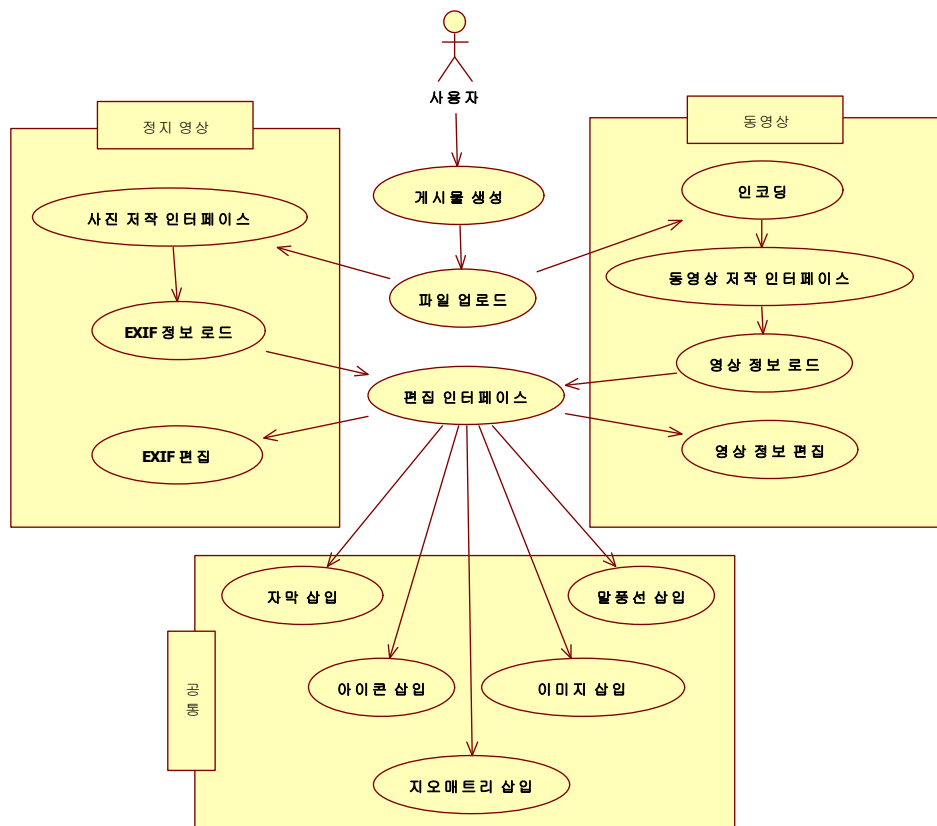 사용자
정지 영상
동영상
게시물 생성
인코딩
사진 저작 인터페이스
동영상 저작 인터페이스
파일 업로드
EXIF 정보 로드
영상 정보 로드
편집 인터페이스
EXIF 편집
영상 정보 편집
자막 삽입
말풍선 삽입
공
통
아이콘 삽입
이미지 삽입
지오매트리 삽입